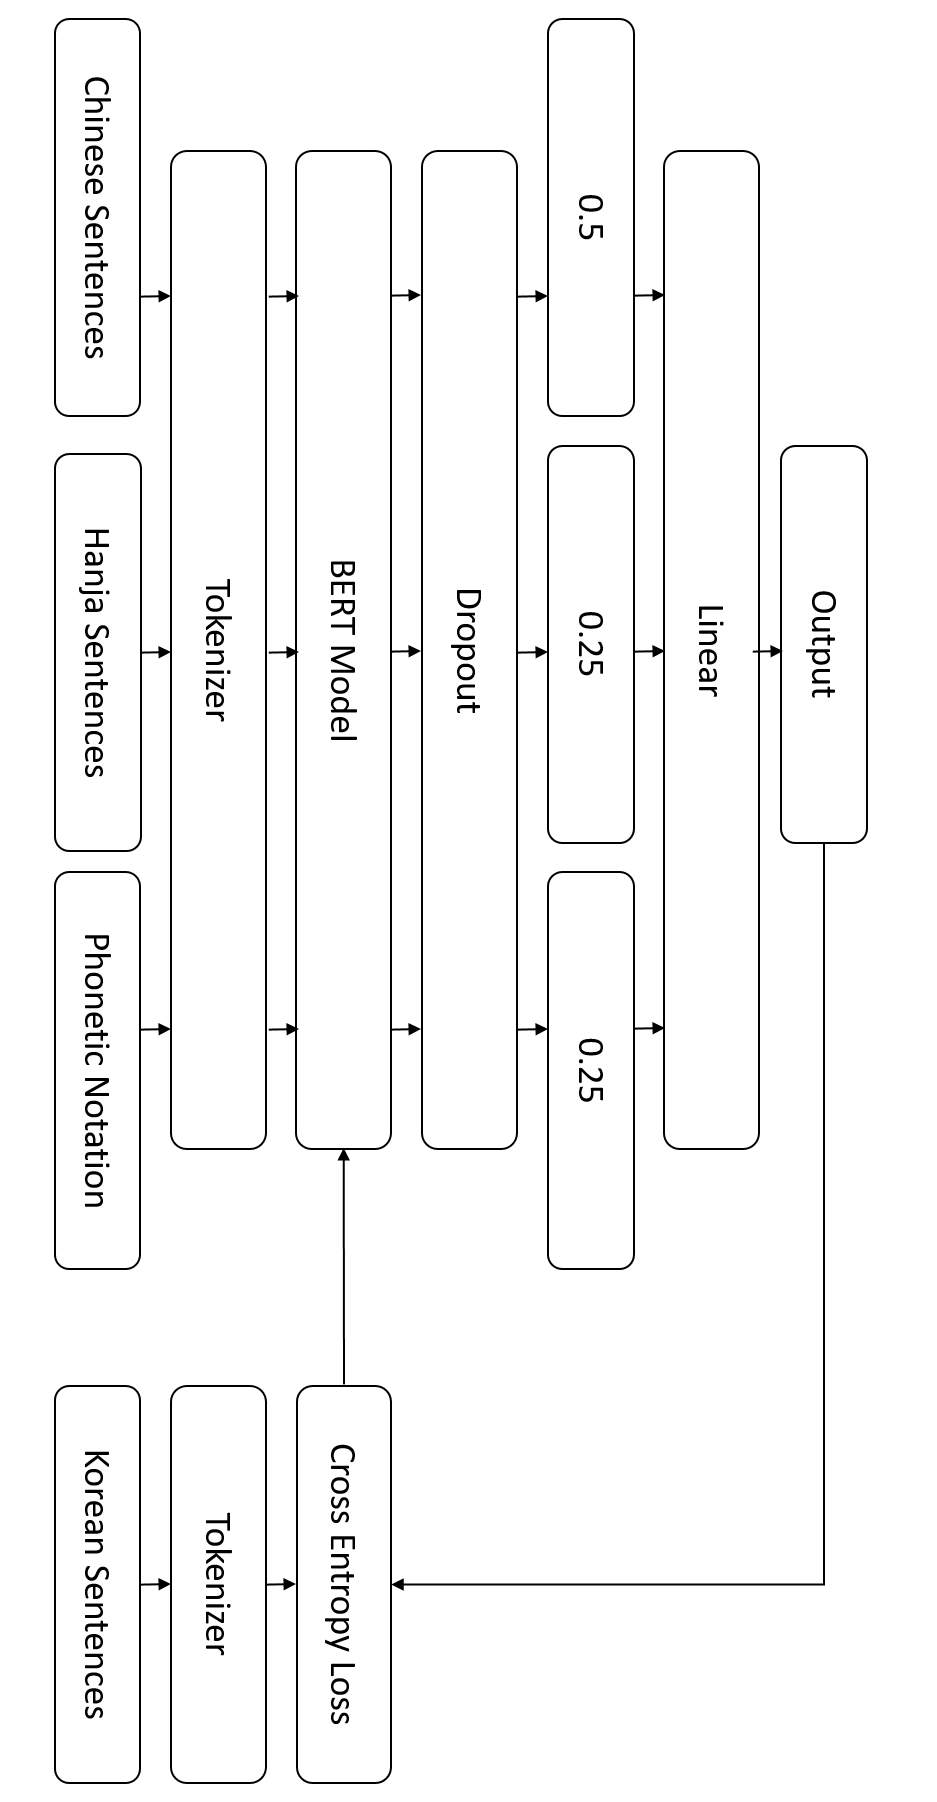 Chinese Sentences
Hanja Sentences
Phonetic Notation
Korean Sentences
Tokenizer
Tokenizer
BERT Model
Cross Entropy Loss
Dropout
0.5
0.25
0.25
Linear
Output